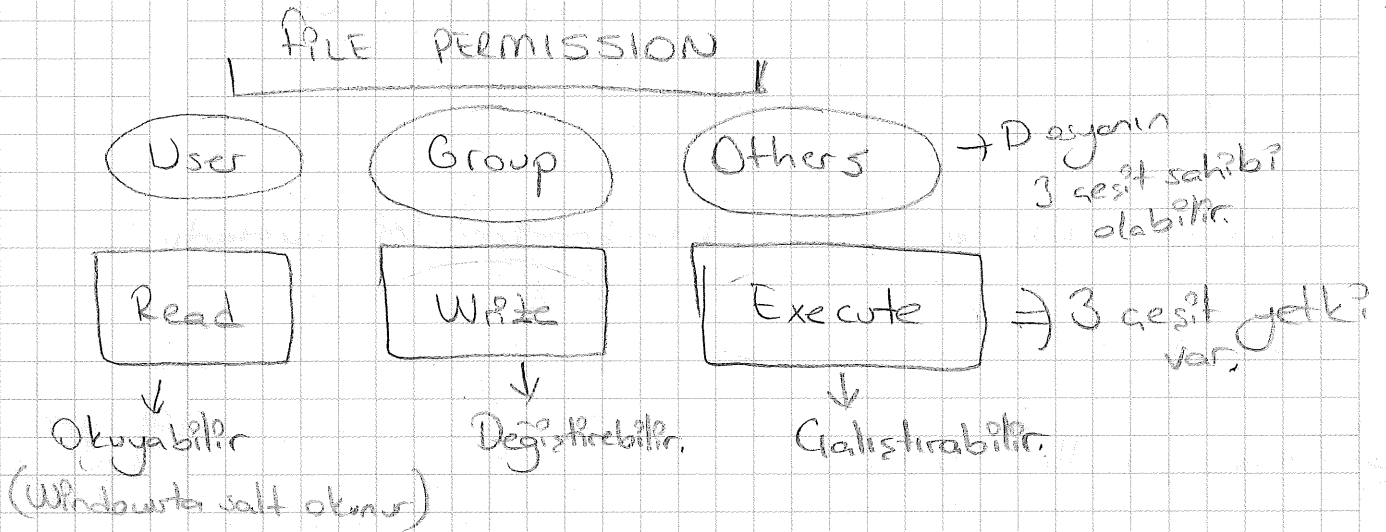 FiLE PERMISSION
User Group Others → Dosyanın
3 çeşit sahibi
olabilir.
Read Write Execute ⇒ 3 çeşit yetki
var.
Okuyabilir Değiştirebilir. Çalıştırabilir.
(Windowsta salt okunur)